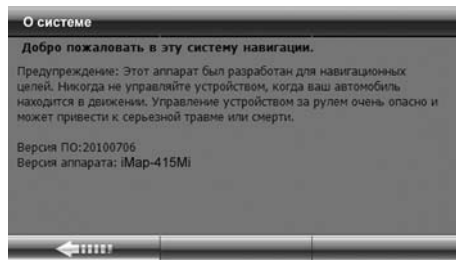 О системе
Добро пожаловать в эту систему навигации.
Предупреждение: Этот аппарат был разработан для навигационных
целей. Никогда не управляйте устройством, когда ваш автомобиль
находится в движении. Управление устройством за рулем очень опасно и
может привести к серьезной травме или смерти.
Версия ПО:20100706
Версия аппарата: iMap-415Mi